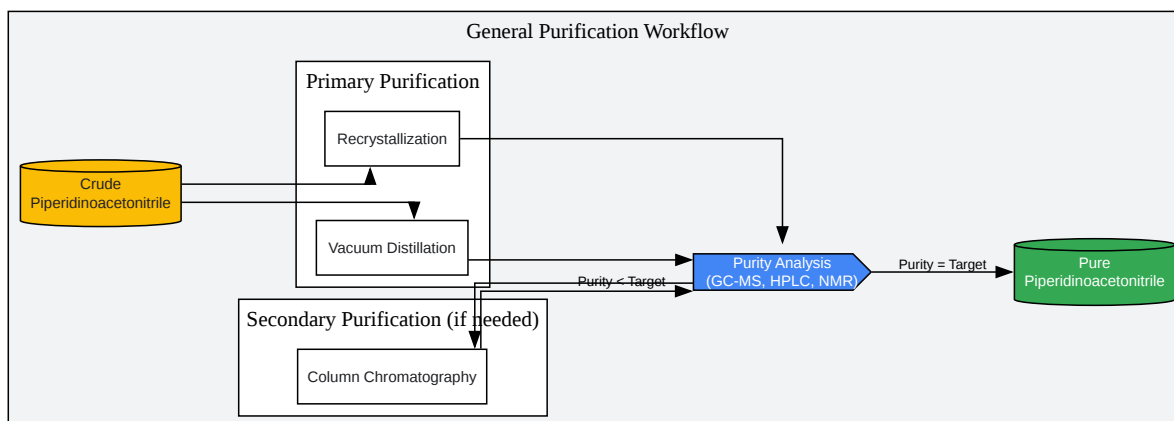 General Purification Workflow
Primary Purification
Recrystallization
Crude
Piperidinoacetonitrile
Vacuum Distillation
Purity Analysis
(GC-MS, HPLC, NMR)
Purity = Target
Pure
Piperidinoacetonitrile
Purity < Target
Secondary Purification (if needed)
Column Chromatography